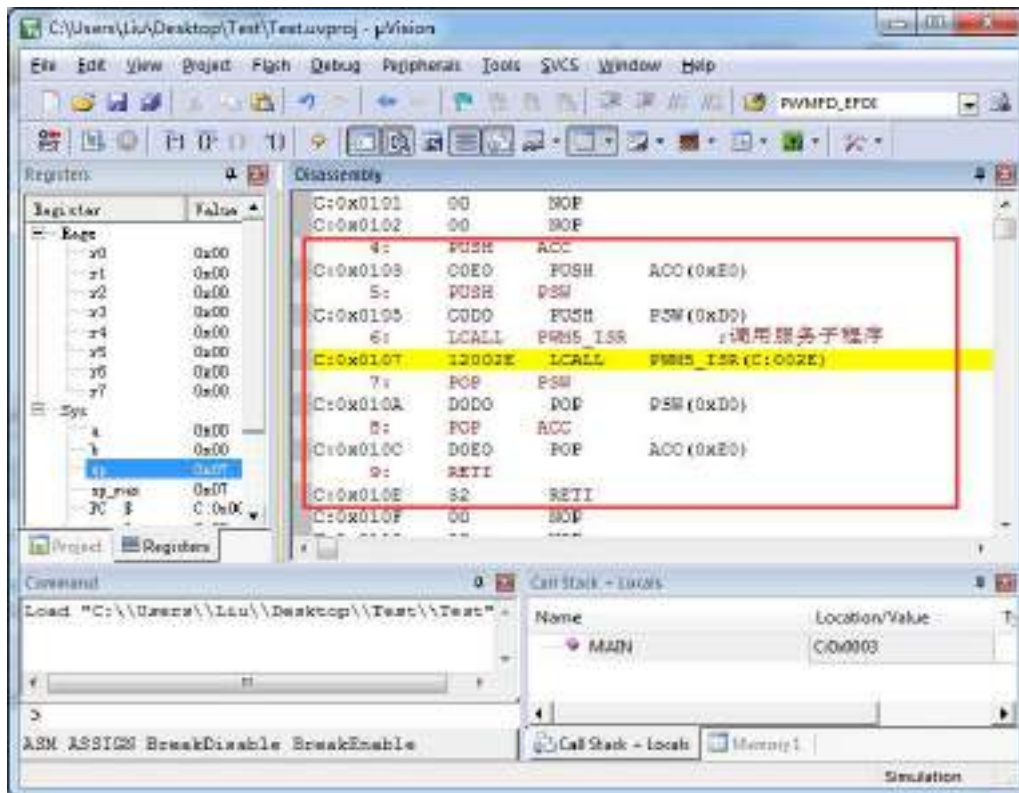 C:\Users\Liu\Desktop\Test\Test.uvproj - μVision
File Edit View Project Flash Debug Peripherals Tools SVCS Window Help
PWMFD_EFDI
Registers
Register Value
Regs
r0 0x00
r1 0x00
r2 0x00
r3 0x00
r4 0x00
r5 0x00
r6 0x00
r7 0x00
Sys
a 0x00
b 0x00
sp 0x07
sp_max 0x07
PC $
Project Registers
Disassembly
C:0x0101 00 NOP
C:0x0102 00 NOP
4: PUSH ACC
C:0x0103 C0E0 PUSH ACC(0xE0)
5: PUSH PSW
C:0x0105 C0D0 PUSH PSW(0xD0)
6: LCALL PWM5_ISR ;调用服务子程序
C:0x0107 12002E LCALL PWM5_ISR(C:002E)
7: POP PSW
C:0x010A D0D0 POP PSW(0xD0)
8: POP ACC
C:0x010C D0E0 POP ACC(0xE0)
9: RETI
C:0x010E 32 RETI
C:0x010F 00 NOP
Command
Load "C:\\Users\\Liu\\Desktop\\Test\\Test"
>
ASM ASSIGN BreakDisable BreakEnable
Call Stack + Locals
Name Location/Value
MAIN C:0x0003
Call Stack + Locals Memory 1
Simulation